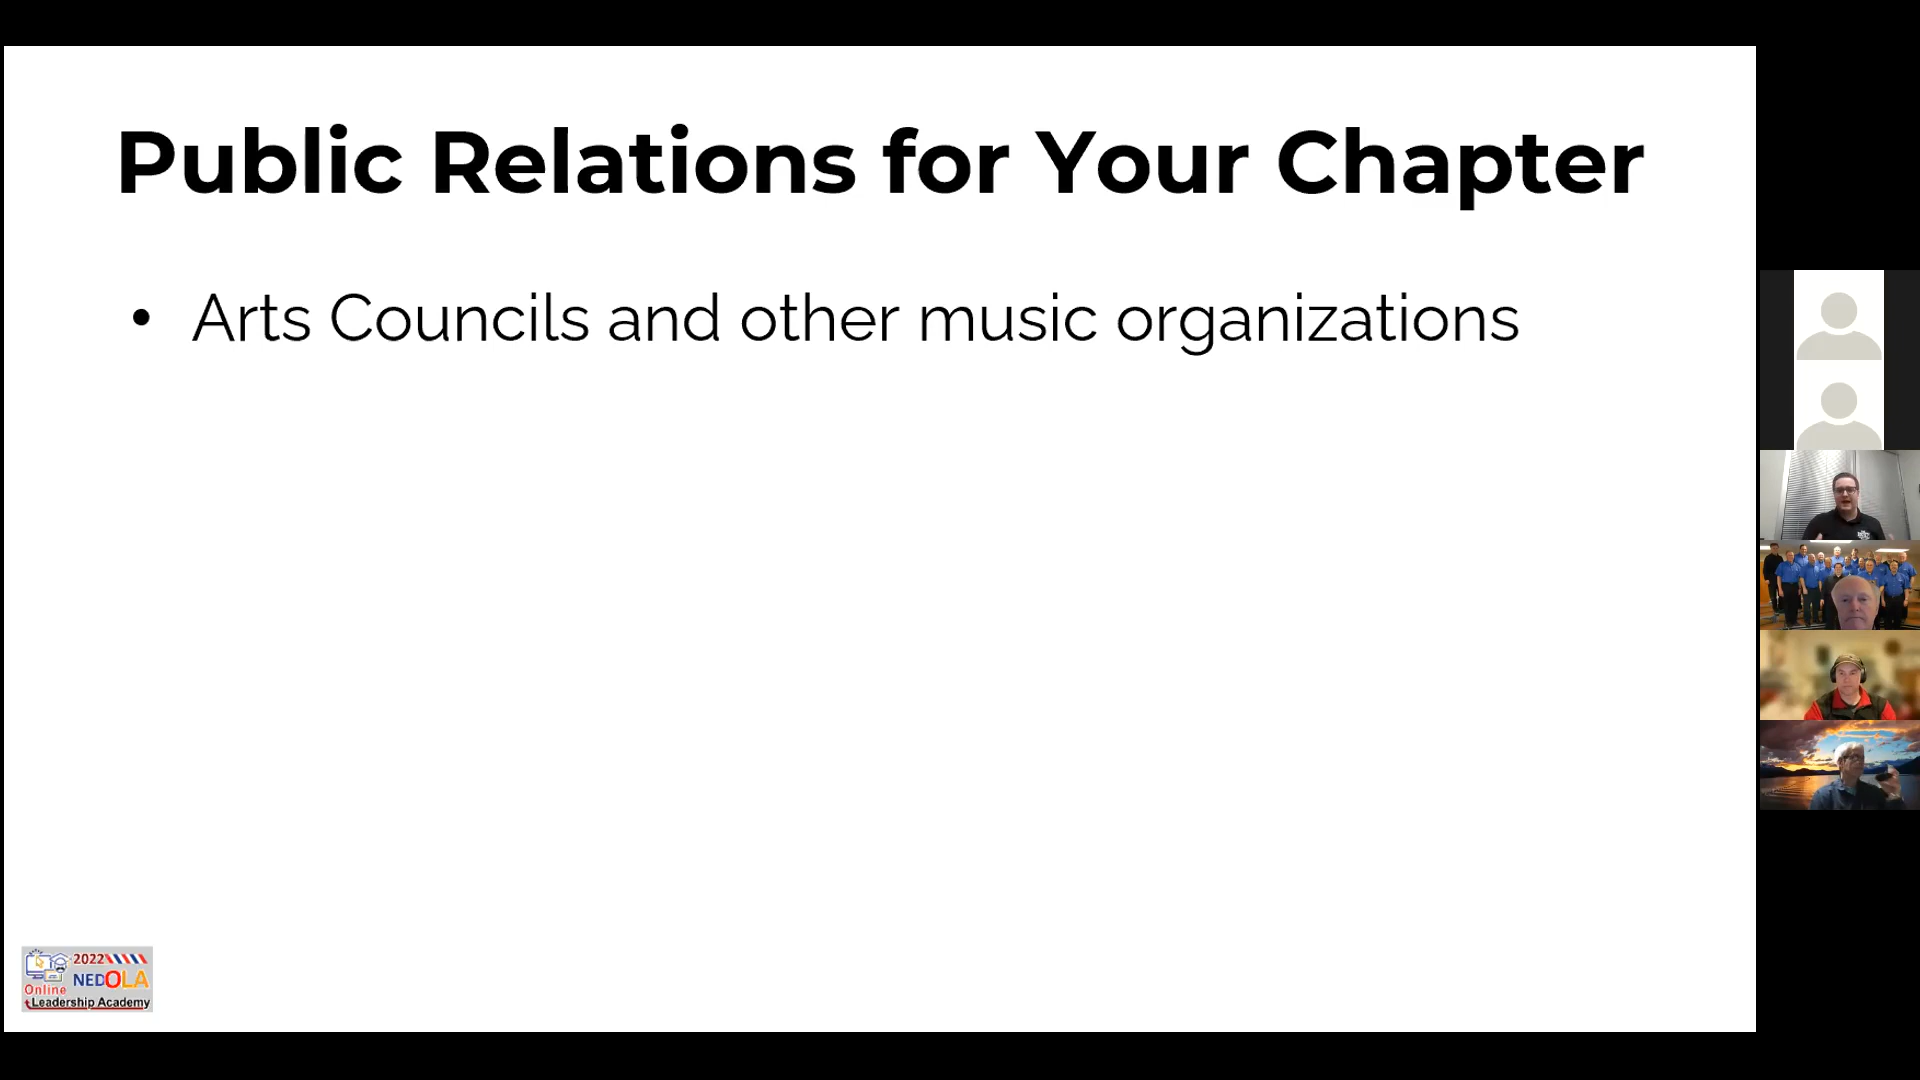 Public Relations for Your Chapter
• Arts Councils and other music organizations
2022
NEDOLA
Online
Leadership Academy